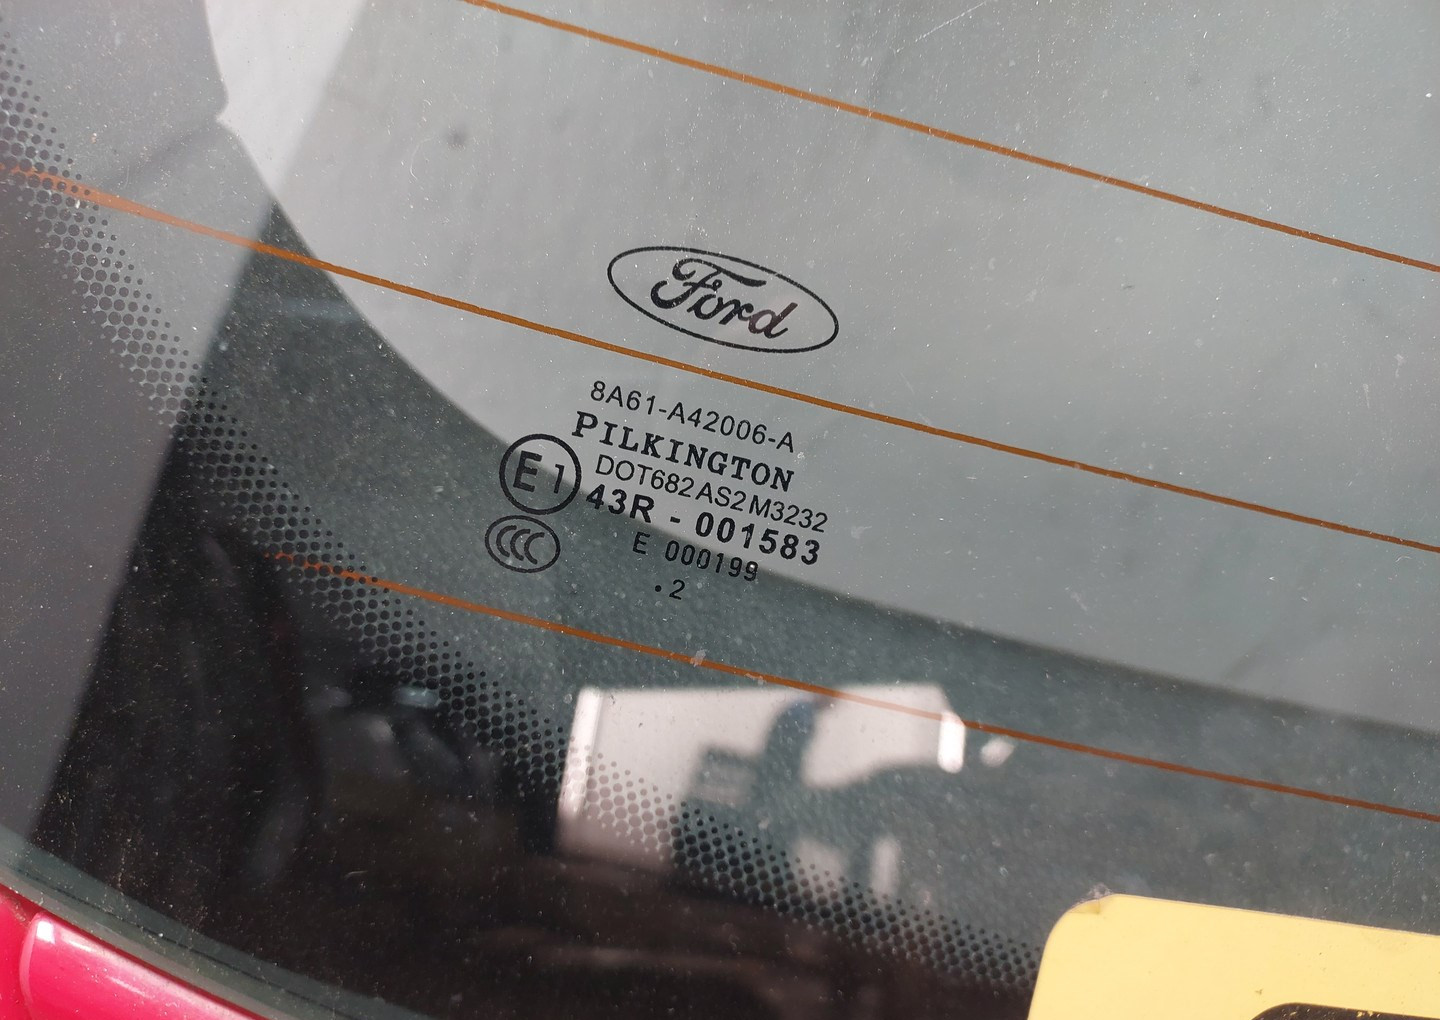 Ford
8A61-A42006-A
PILKINGTON
E1
DOT682 AS2 M3232
43R - 001583
CCC
E 000199
.2